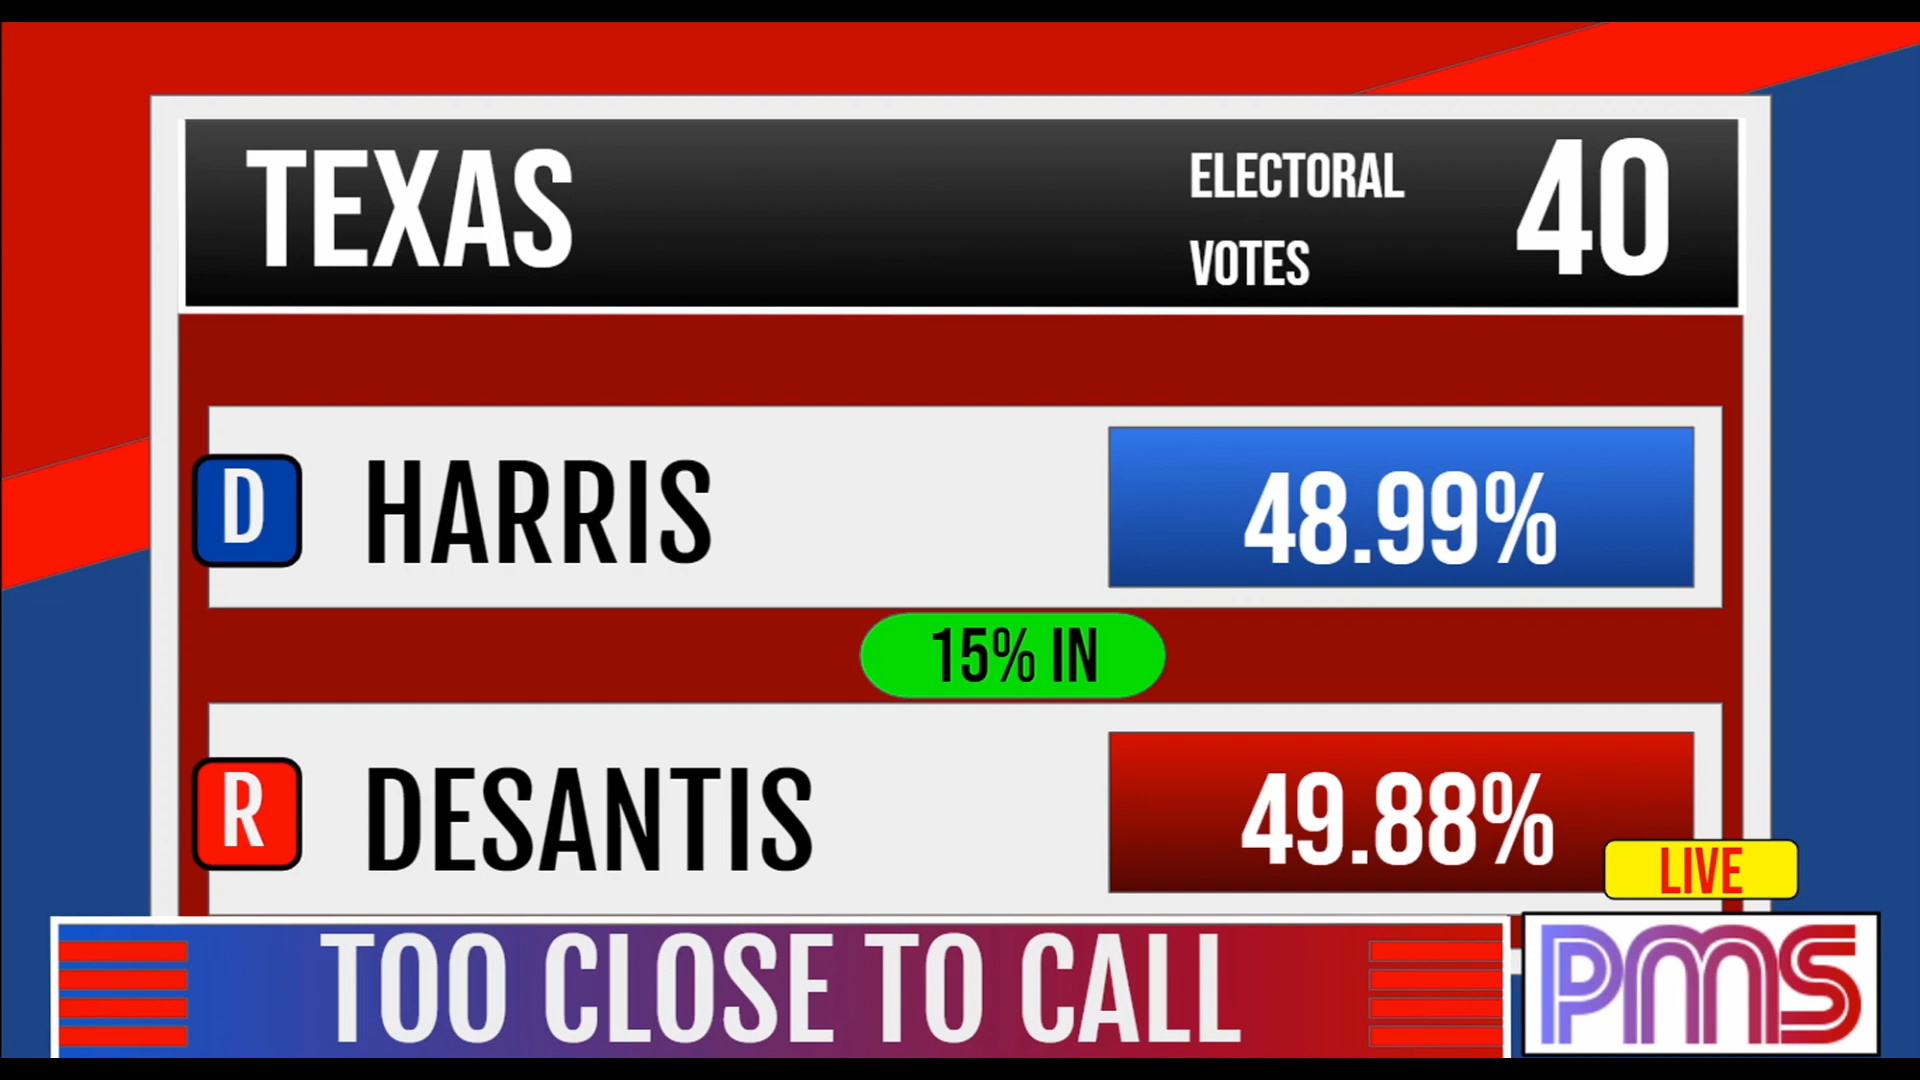 TEXAS
ELECTORAL
VOTES
40
D
HARRIS
48.99%
15% IN
R
DESANTIS
49.88%
LIVE
TOO CLOSE TO CALL
PMS